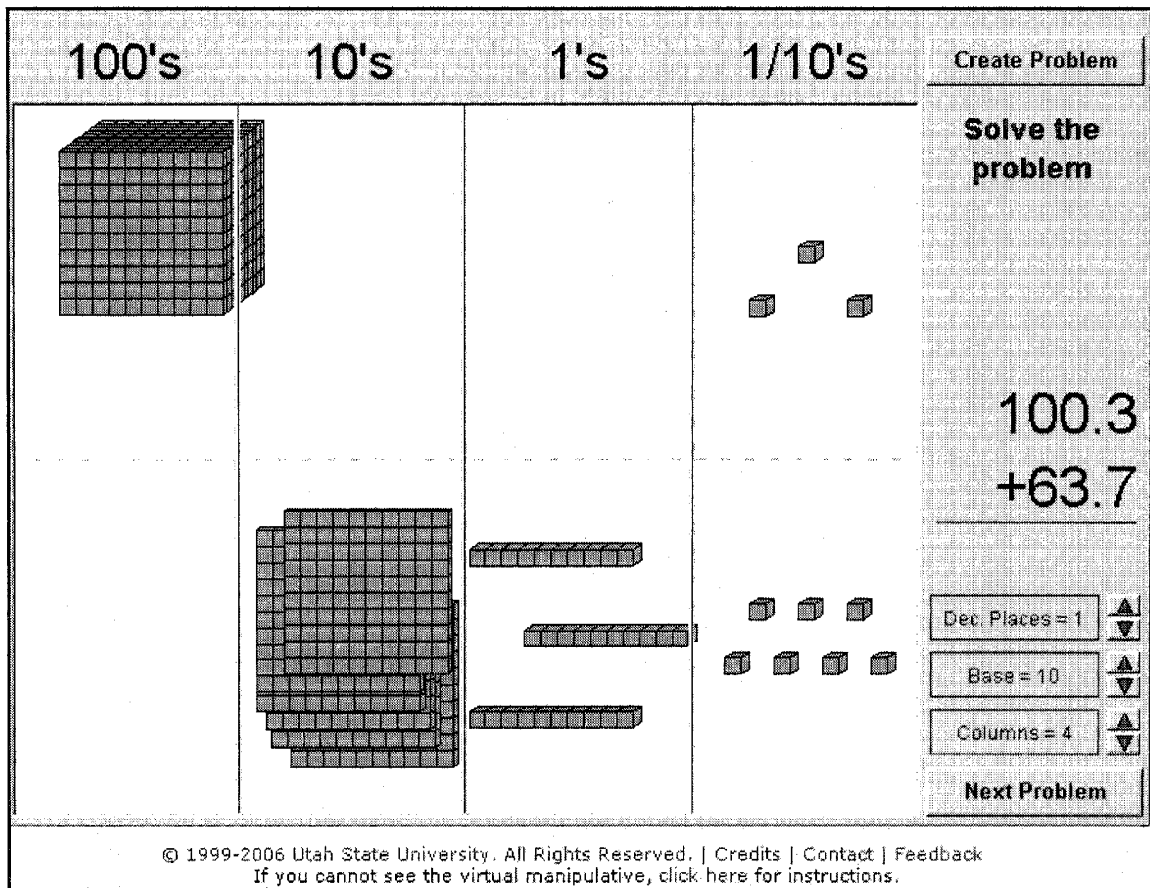 100's 10's 1's 1/10's
Create Problem
Solve the
problem
100.3
+63.7
Dec. Places = 1
Base = 10
Columns = 4
Next Problem
© 1999-2006 Utah State University. All Rights Reserved. | Credits | Contact | Feedback
If you cannot see the virtual manipulative, click here for instructions.